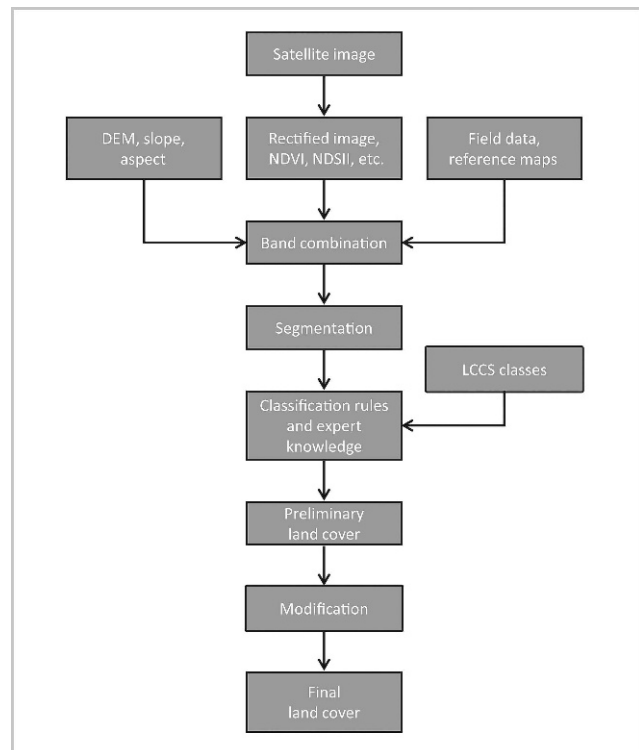 Satellite image
DEM, slope,
aspect
Rectified image,
NDVI, NDSII, etc.
Field data,
reference maps
Band combination
Segmentation
LCCS classes
Classification rules
and expert
knowledge
Preliminary
land cover
Modification
Final
land cover